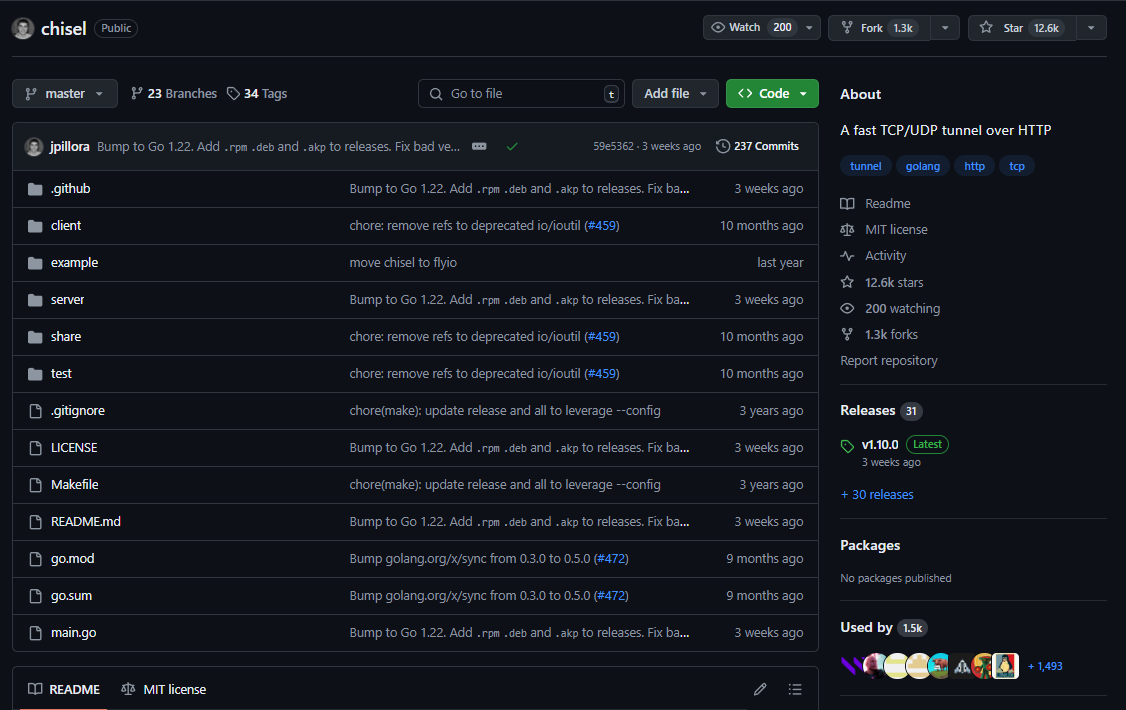 chisel Public Watch 200 Fork 1.3k Star 12.6k
master 23 Branches 34 Tags Go to file t Add file Code
jpillora Bump to Go 1.22. Add .rpm .deb and .akp to releases. Fix bad ve... 59e5362 · 3 weeks ago 237 Commits
.github Bump to Go 1.22. Add .rpm .deb and .akp to releases. Fix ba... 3 weeks ago
client chore: remove refs to deprecated io/ioutil (#459) 10 months ago
example move chisel to flyio last year
server Bump to Go 1.22. Add .rpm .deb and .akp to releases. Fix ba... 3 weeks ago
share chore: remove refs to deprecated io/ioutil (#459) 10 months ago
test chore: remove refs to deprecated io/ioutil (#459) 10 months ago
.gitignore chore(make): update release and all to leverage --config 3 years ago
LICENSE Bump to Go 1.22. Add .rpm .deb and .akp to releases. Fix ba... 3 weeks ago
Makefile chore(make): update release and all to leverage --config 3 years ago
README.md Bump to Go 1.22. Add .rpm .deb and .akp to releases. Fix ba... 3 weeks ago
go.mod Bump golang.org/x/sync from 0.3.0 to 0.5.0 (#472) 9 months ago
go.sum Bump golang.org/x/sync from 0.3.0 to 0.5.0 (#472) 9 months ago
main.go Bump to Go 1.22. Add .rpm .deb and .akp to releases. Fix ba... 3 weeks ago
README MIT license
About
A fast TCP/UDP tunnel over HTTP
tunnel golang http tcp
Readme
MIT license
Activity
12.6k stars
200 watching
1.3k forks
Report repository
Releases 31
v1.10.0 Latest
3 weeks ago
+ 30 releases
Packages
No packages published
Used by 1.5k
+ 1,493